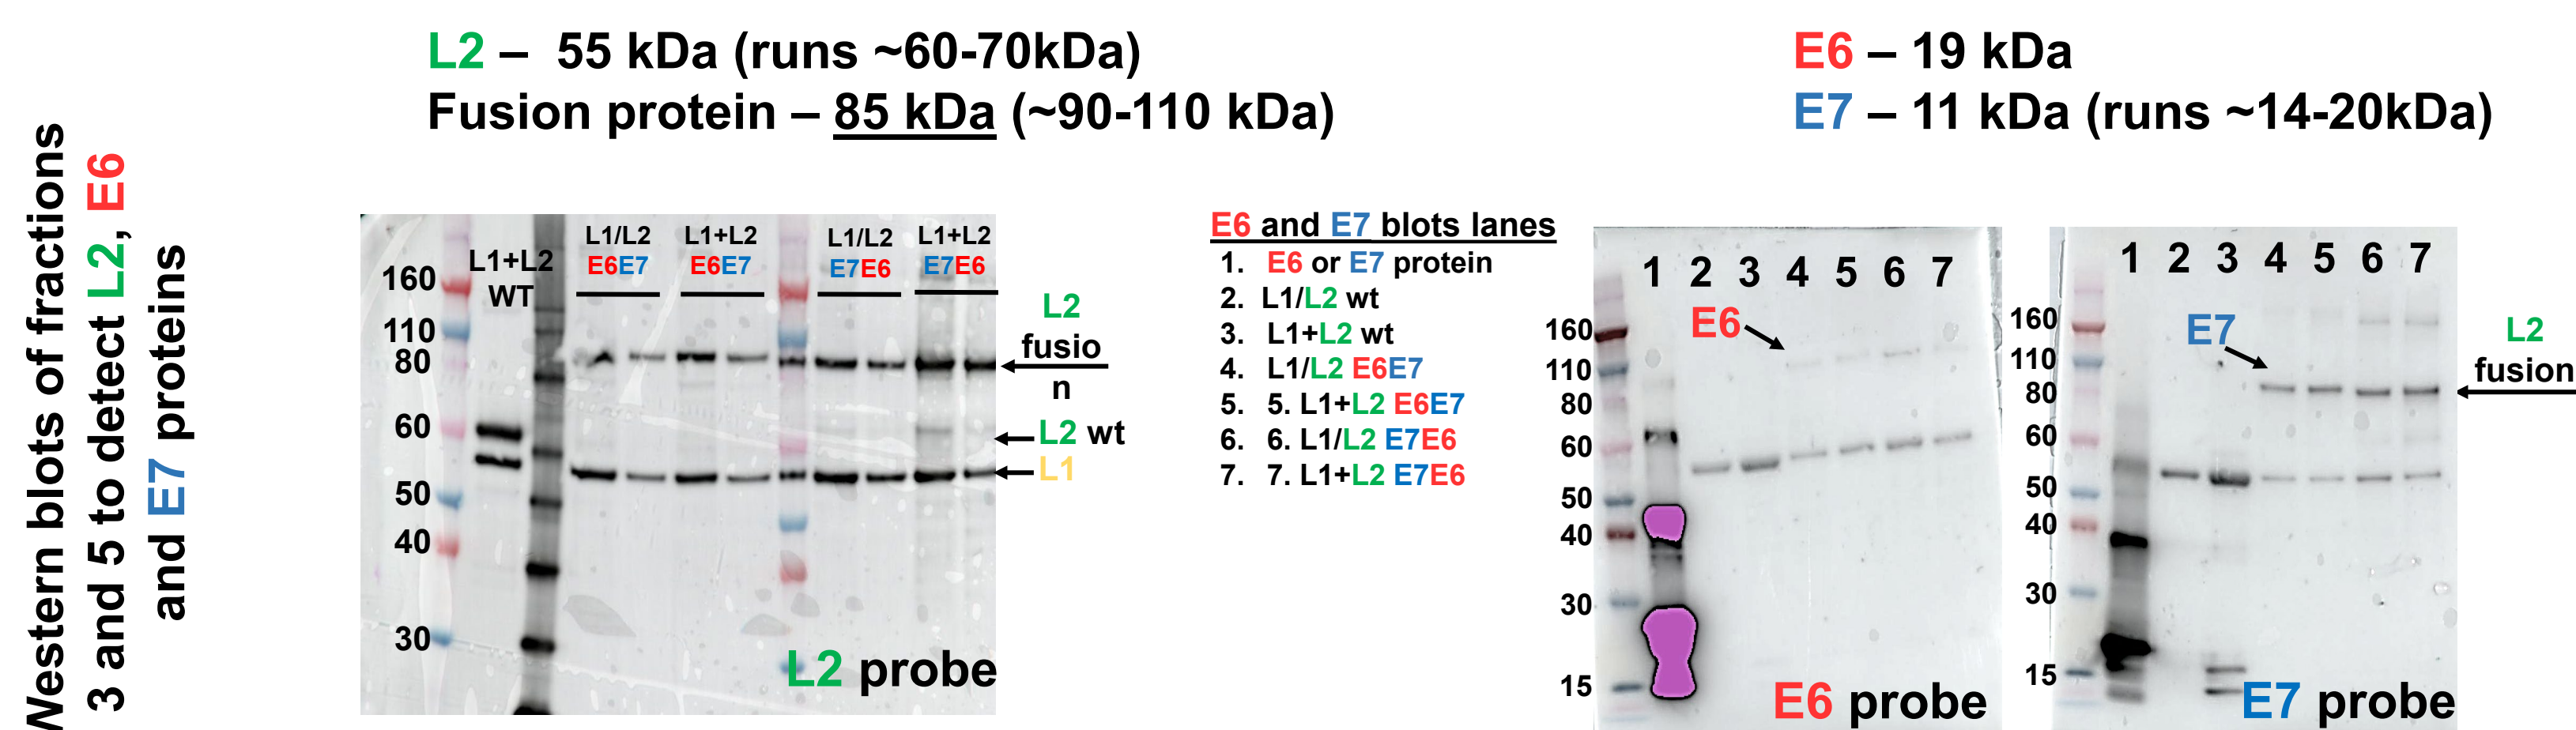 L2 – 55 kDa (runs ~60-70kDa)
Fusion protein – 85 kDa (~90-110 kDa)
E6 – 19 kDa
E7 – 11 kDa (runs ~14-20kDa)
Western blots of fractions
3 and 5 to detect L2, E6
and E7 proteins
L1+L2
WT
L1/L2
E6E7
L1+L2
E6E7
L1/L2
E7E6
L1+L2
E7E6
160
110
80
60
50
40
30
L2
fusio
n
L2 wt
L1
L2 probe
E6 and E7 blots lanes
1. E6 or E7 protein
2. L1/L2 wt
3. L1+L2 wt
4. L1/L2 E6E7
5. 5. L1+L2 E6E7
6. 6. L1/L2 E7E6
7. 7. L1+L2 E7E6
1 2 3 4 5 6 7
E6
160
110
80
60
50
40
30
15
E6 probe
1 2 3 4 5 6 7
E7
160
110
80
60
50
40
30
15
L2
fusion
E7 probe